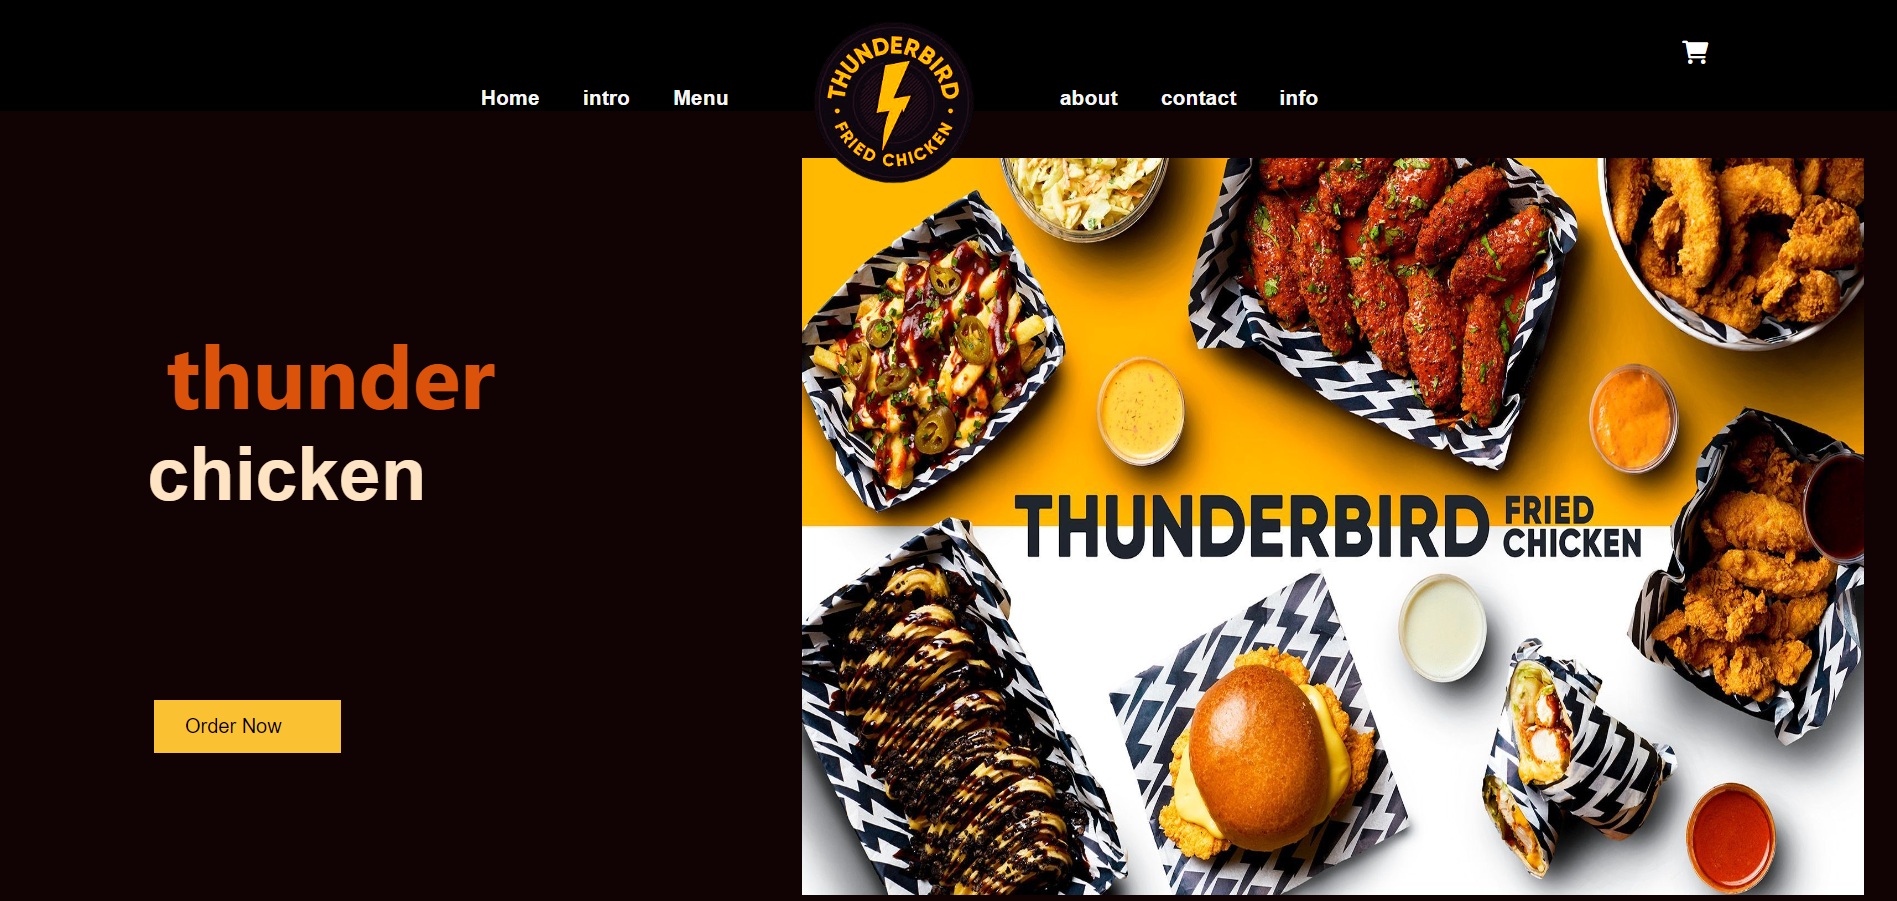 Home intro Menu
THUNDERBIRD
FRIED CHICKEN
about contact info
thunder
chicken
Order Now
THUNDERBIRD FRIED
CHICKEN